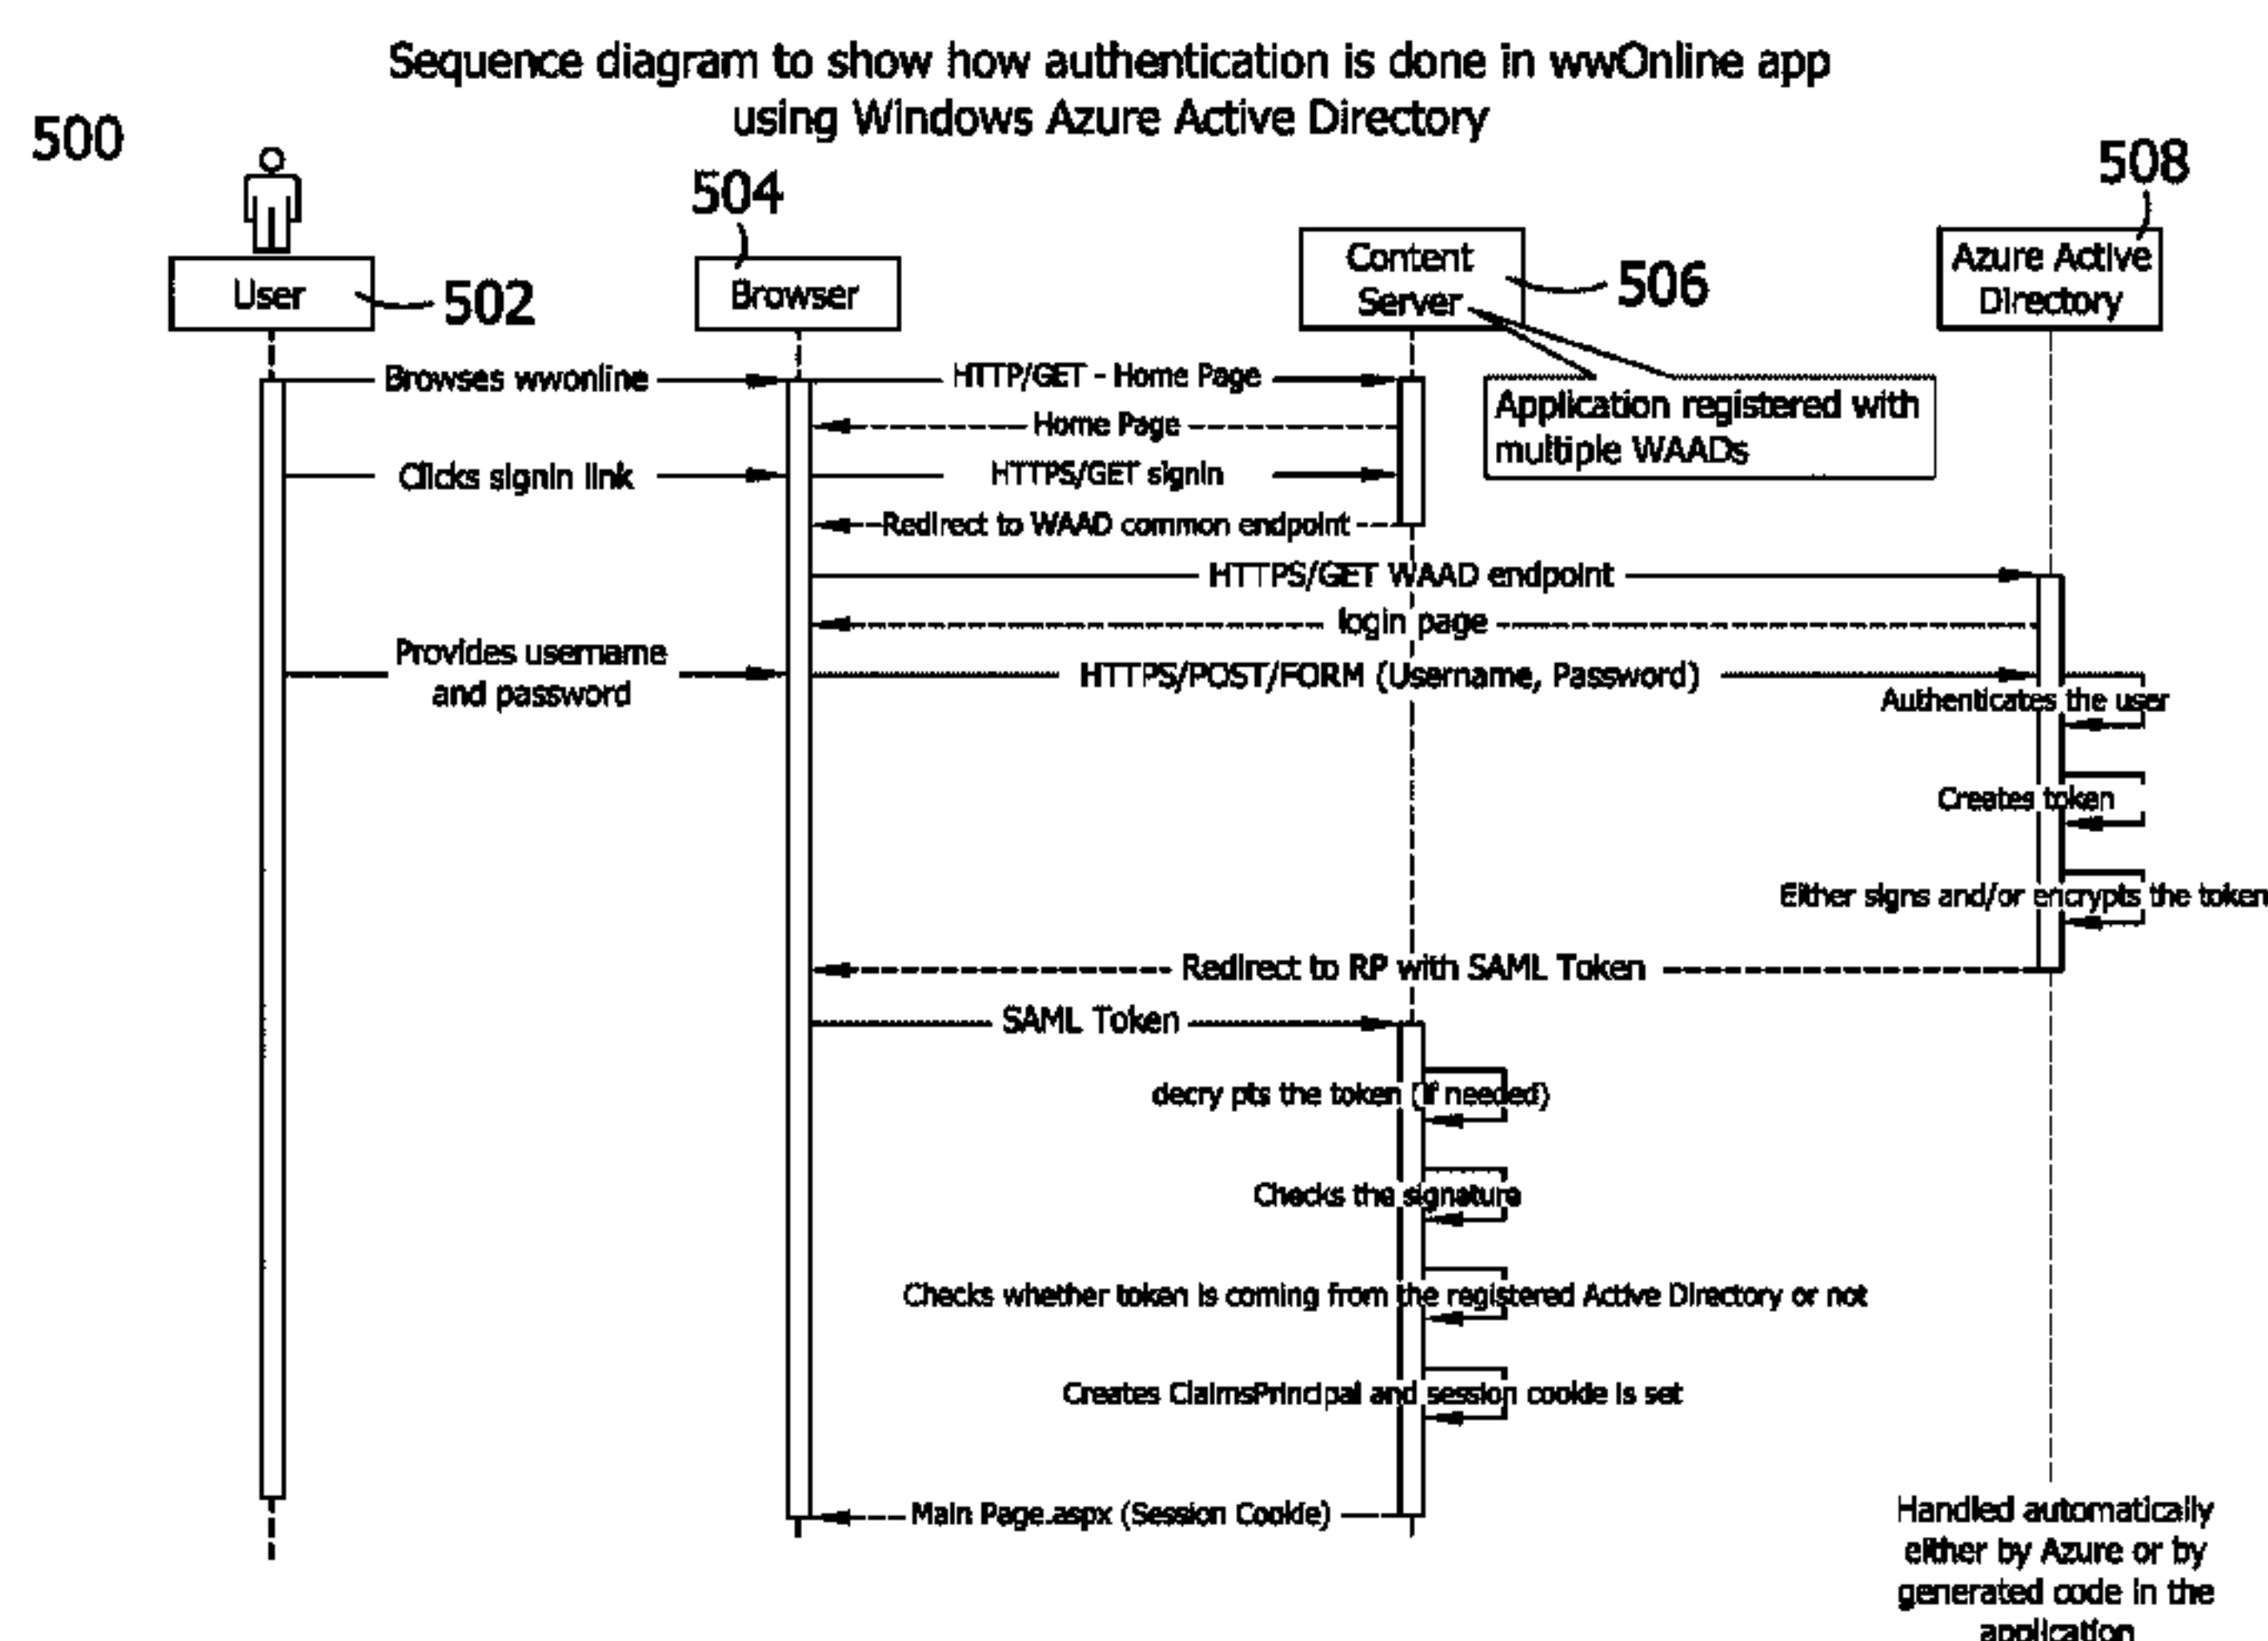 Sequence diagram to show how authentication is done in wwOnline app
using Windows Azure Active Directory
500
504
508
User
502
Browser
Content
Server
506
Azure Active
Directory
Browses wwonline
HTTP/GET - Home Page
Application registered with
multiple WAADs
Home Page
Clicks signin link
HTTPS/GET signin
Redirect to WAAD common endpoint
HTTPS/GET WAAD endpoint
login page
Provides username
and password
HTTPS/POST/FORM (Username, Password)
Authenticates the user
Creates token
Either signs and/or encrypts the token
Redirect to RP with SAML Token
SAML Token
decry pts the token (if needed)
Checks the signature
Checks whether token is coming from the registered Active Directory or not
Creates ClaimsPrincipal and session cookie is set
Main Page.aspx (Session Cookie)
Handled automatically
either by Azure or by
generated code in the
application